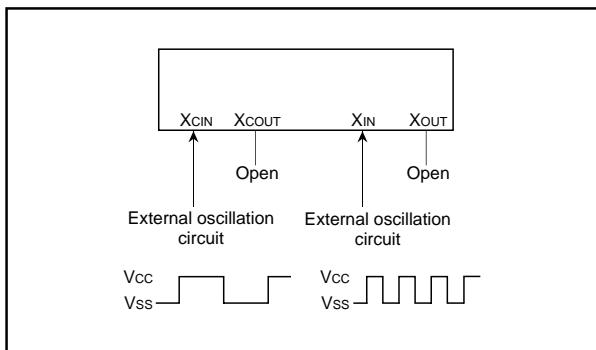 XCIN XCOUT XIN XOUT
Open Open
External oscillation circuit
External oscillation circuit
VCC
VSS
VCC
VSS